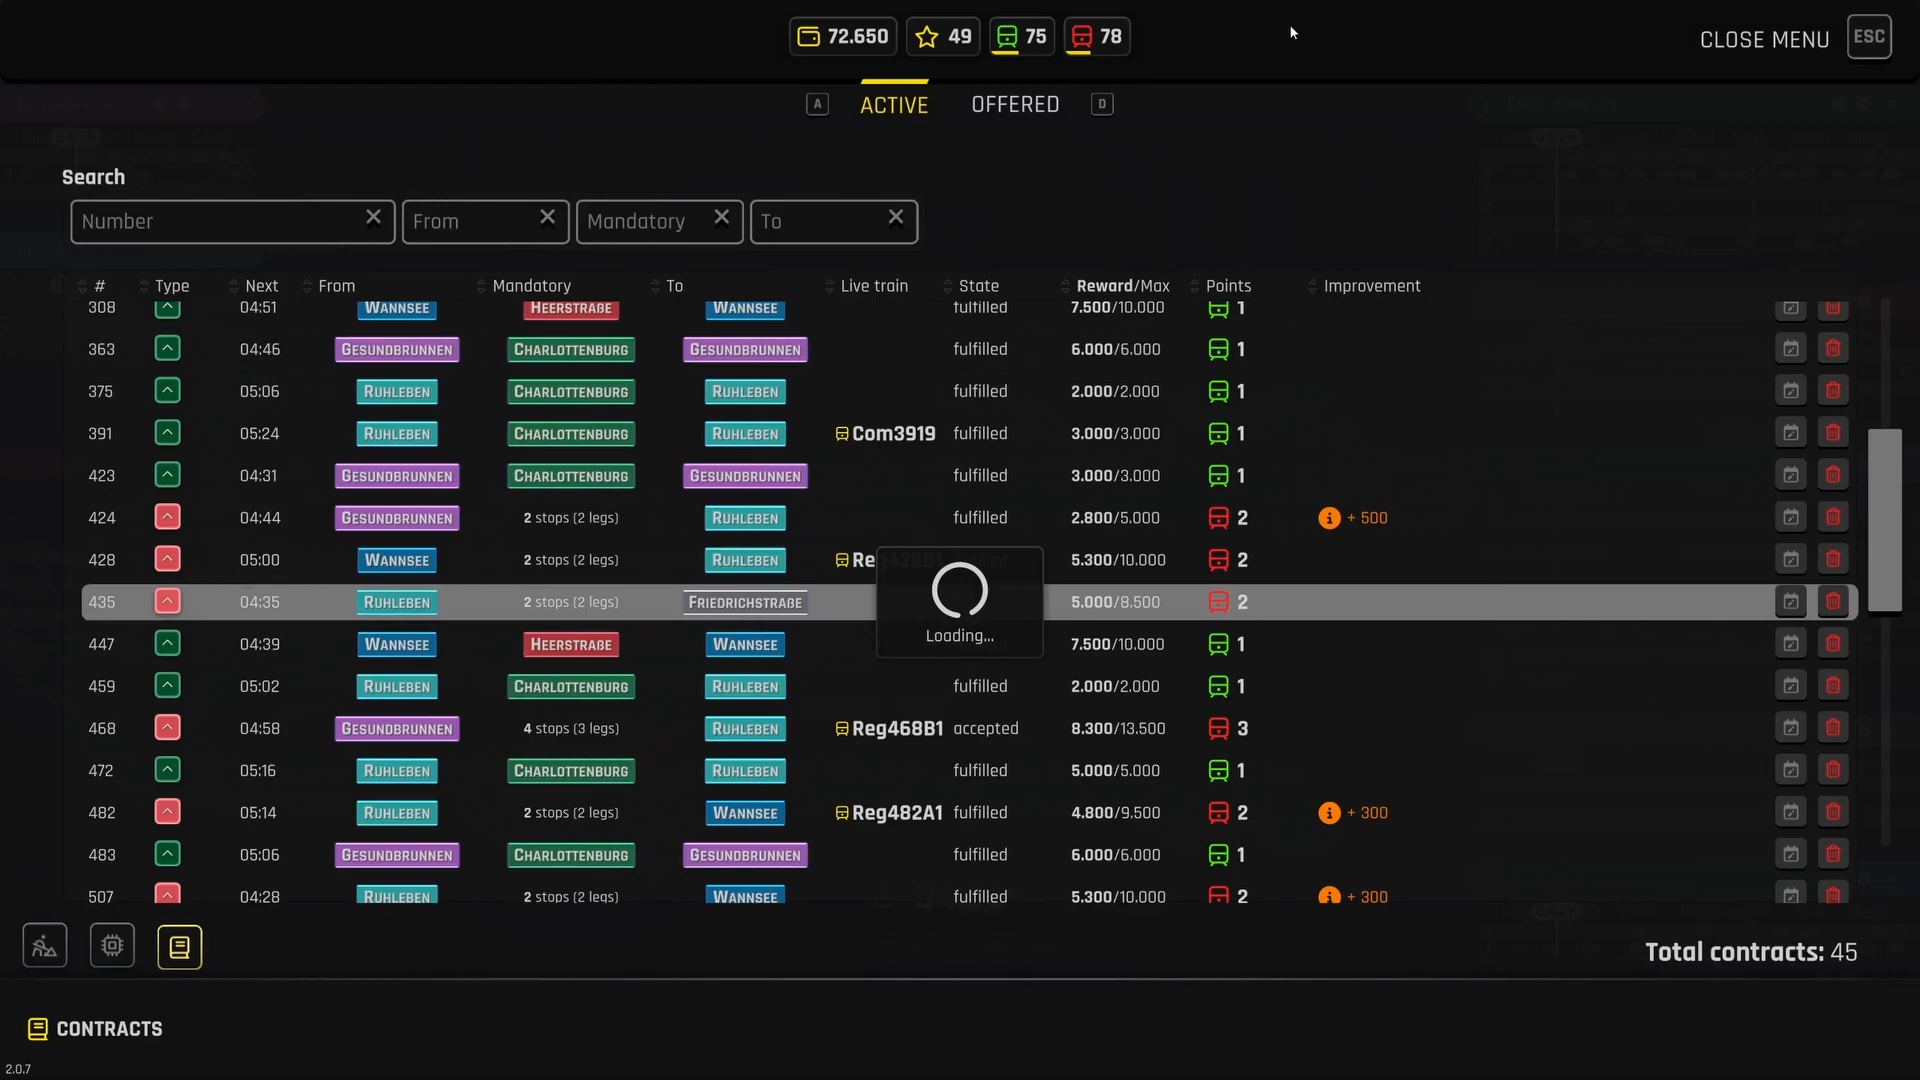 72.650 49 75 78 CLOSE MENU ESC
A ACTIVE OFFERED D
Search
Number From Mandatory To
# Type Next From Mandatory To Live train State Reward/Max Points Improvement
308 04:51 WANNSEE HEERSTRAßE WANNSEE fulfilled 7.500/10.000 1
363 04:46 GESUNDBRUNNEN CHARLOTTENBURG GESUNDBRUNNEN fulfilled 6.000/6.000 1
375 05:06 RUHLEBEN CHARLOTTENBURG RUHLEBEN fulfilled 2.000/2.000 1
391 05:24 RUHLEBEN CHARLOTTENBURG RUHLEBEN Com3919 fulfilled 3.000/3.000 1
423 04:31 GESUNDBRUNNEN CHARLOTTENBURG GESUNDBRUNNEN fulfilled 3.000/3.000 1
424 04:44 GESUNDBRUNNEN 2 stops (2 legs) RUHLEBEN fulfilled 2.800/5.000 2 + 500
428 05:00 WANNSEE 2 stops (2 legs) RUHLEBEN 5.300/10.000 2
435 04:35 RUHLEBEN 2 stops (2 legs) FRIEDRICHSTRAßE 5.000/8.500 2
Loading...
447 04:39 WANNSEE HEERSTRAßE WANNSEE 7.500/10.000 1
459 05:02 RUHLEBEN CHARLOTTENBURG RUHLEBEN fulfilled 2.000/2.000 1
468 04:58 GESUNDBRUNNEN 4 stops (3 legs) RUHLEBEN Reg468B1 accepted 8.300/13.500 3
472 05:16 RUHLEBEN CHARLOTTENBURG RUHLEBEN fulfilled 5.000/5.000 1
482 05:14 RUHLEBEN 2 stops (2 legs) WANNSEE Reg482A1 fulfilled 4.800/9.500 2 + 300
483 05:06 GESUNDBRUNNEN CHARLOTTENBURG GESUNDBRUNNEN fulfilled 6.000/6.000 1
507 04:28 RUHLEBEN 2 stops (2 legs) WANNSEE fulfilled 5.300/10.000 2 + 300
Total contracts: 45
CONTRACTS
2.0.7